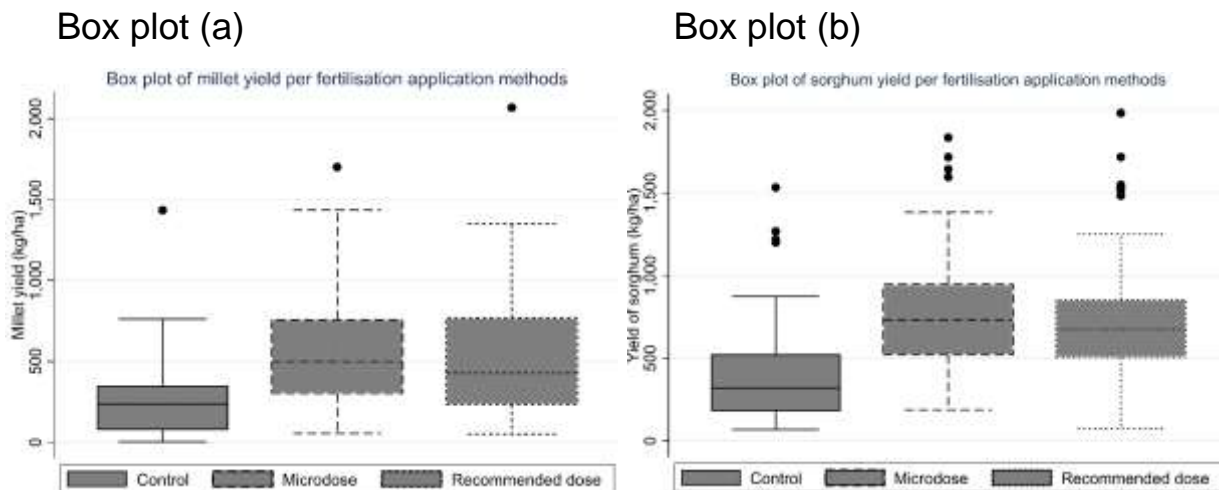 Box plot (a)
Box plot of millet yield per fertilisation application methods
Millet yield (kg/ha)
2,000
1,500
1,000
500
0
Control
Microdose
Recommended dose
Box plot (b)
Box plot of sorghum yield per fertilisation application methods
Yield of sorghum (kg/ha)
2,000
1,500
1,000
500
0
Control
Microdose
Recommended dose